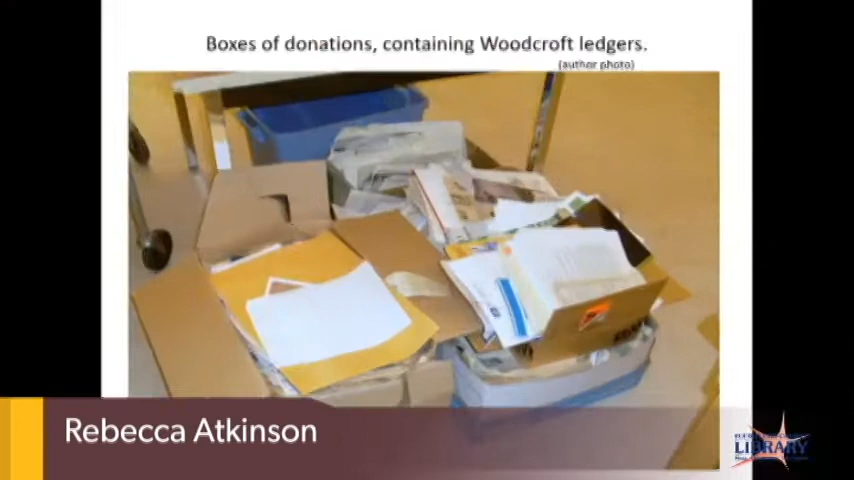 Boxes of donations, containing Woodcroft ledgers.
(author photo)
Rebecca Atkinson
LIBRARY